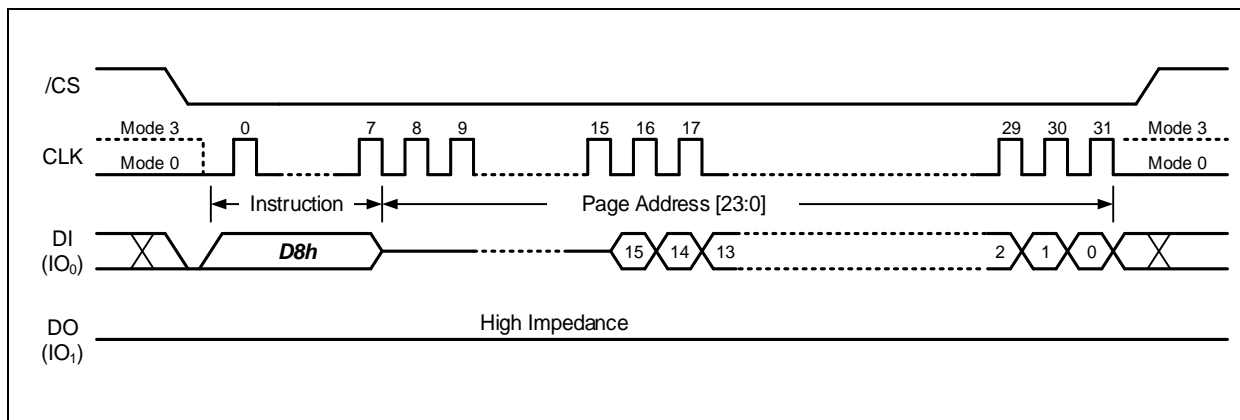 /CS
Mode 3 0 7 8 9 15 16 17 29 30 31 Mode 3
CLK
Mode 0 Mode 0
Instruction Page Address [23:0]
DI
(IO₀)
D8h 15 14 13 2 1 0
DO
(IO₁)
High Impedance